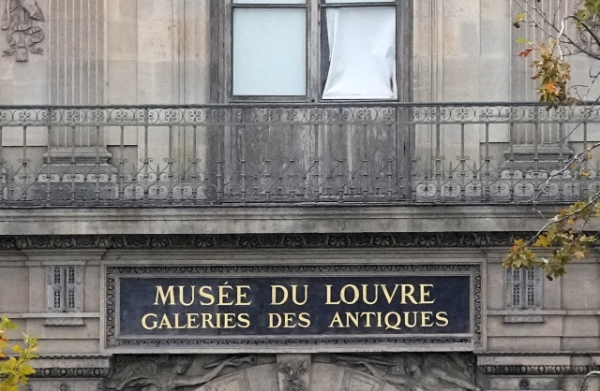 MUSÉE DU LOUVRE
GALERIES DES ANTIQUES